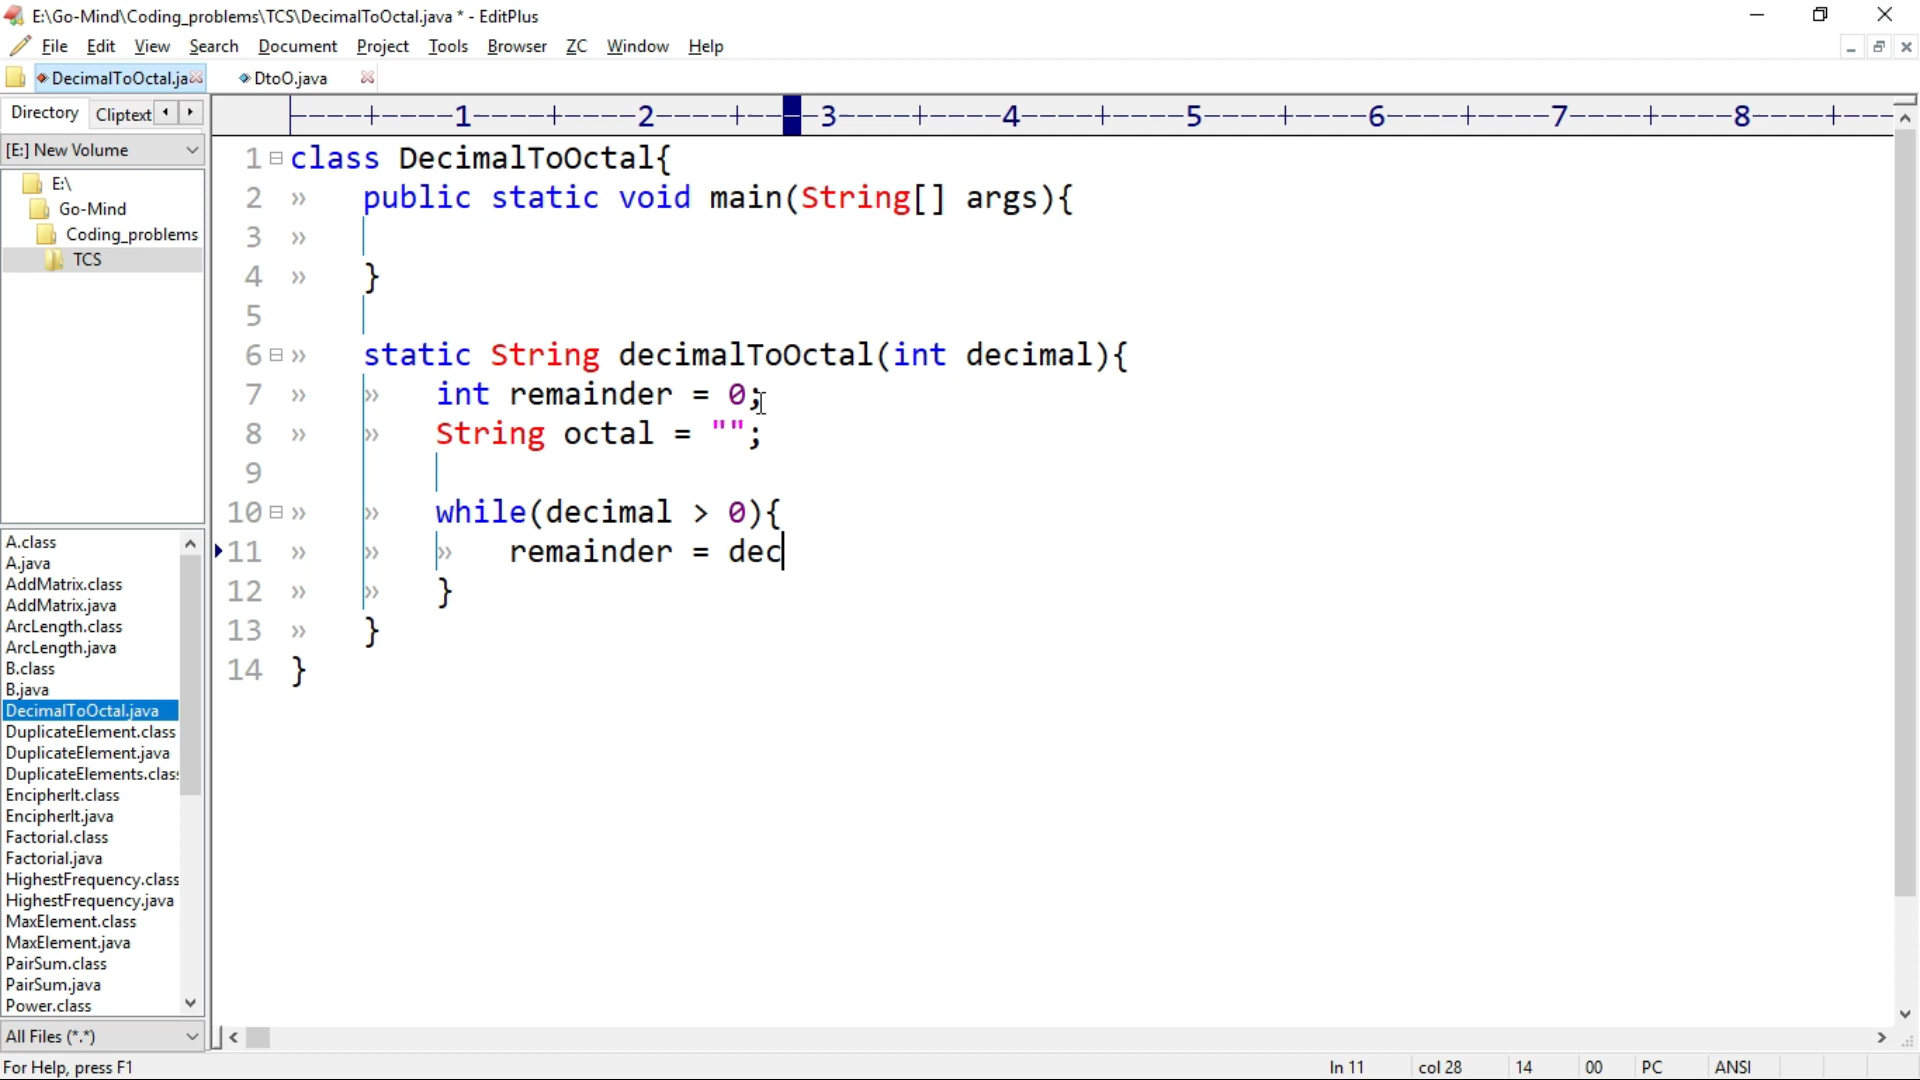 E:\Go-Mind\Coding_problems\TCS\DecimalToOctal.java * - EditPlus
File Edit View Search Document Project Tools Browser ZC Window Help
DecimalToOctal.ja DtoO.java
Directory Cliptext
[E:] New Volume
E:\
Go-Mind
Coding_problems
TCS
A.class
A.java
AddMatrix.class
AddMatrix.java
ArcLength.class
ArcLength.java
B.class
B.java
DecimalToOctal.java
DuplicateElement.class
DuplicateElement.java
DuplicateElements.clas
EncipherIt.class
EncipherIt.java
Factorial.class
Factorial.java
HighestFrequency.class
HighestFrequency.java
MaxElement.class
MaxElement.java
PairSum.class
PairSum.java
Power.class
All Files (*.*)
----+----1----+----2----+----3----+----4----+----5----+----6----+----7----+----8----+---
1 class DecimalToOctal{
2 public static void main(String[] args){
3
4 }
5
6 static String decimalToOctal(int decimal){
7 int remainder = 0;
8 String octal = "";
9
10 while(decimal > 0){
11 remainder = dec
12 }
13 }
14 }
For Help, press F1 ln 11 col 28 14 00 PC ANSI